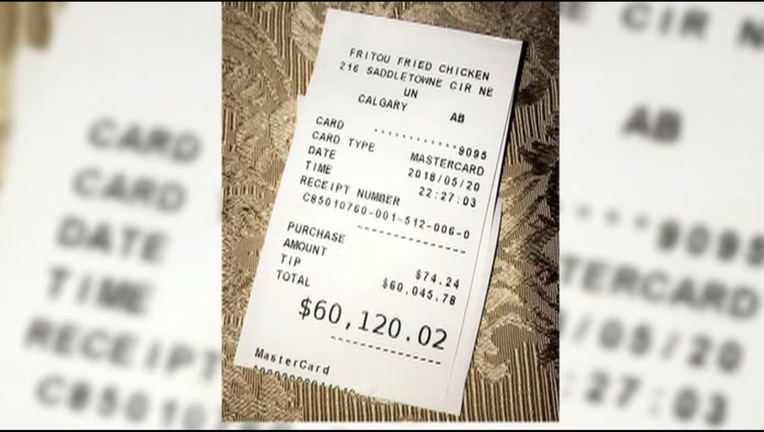 FRITOU FRIED CHICKEN
216 SADDLETOWNE CIR NE
UN
CALGARY AB
CARD ************9095
CARD TYPE MASTERCARD
DATE 2018/05/20
TIME 22:27:03
RECEIPT NUMBER
C85010760-001-512-006-0
PURCHASE
AMOUNT $74.24
TIP $60,045.78
TOTAL
$60,120.02
MasterCard